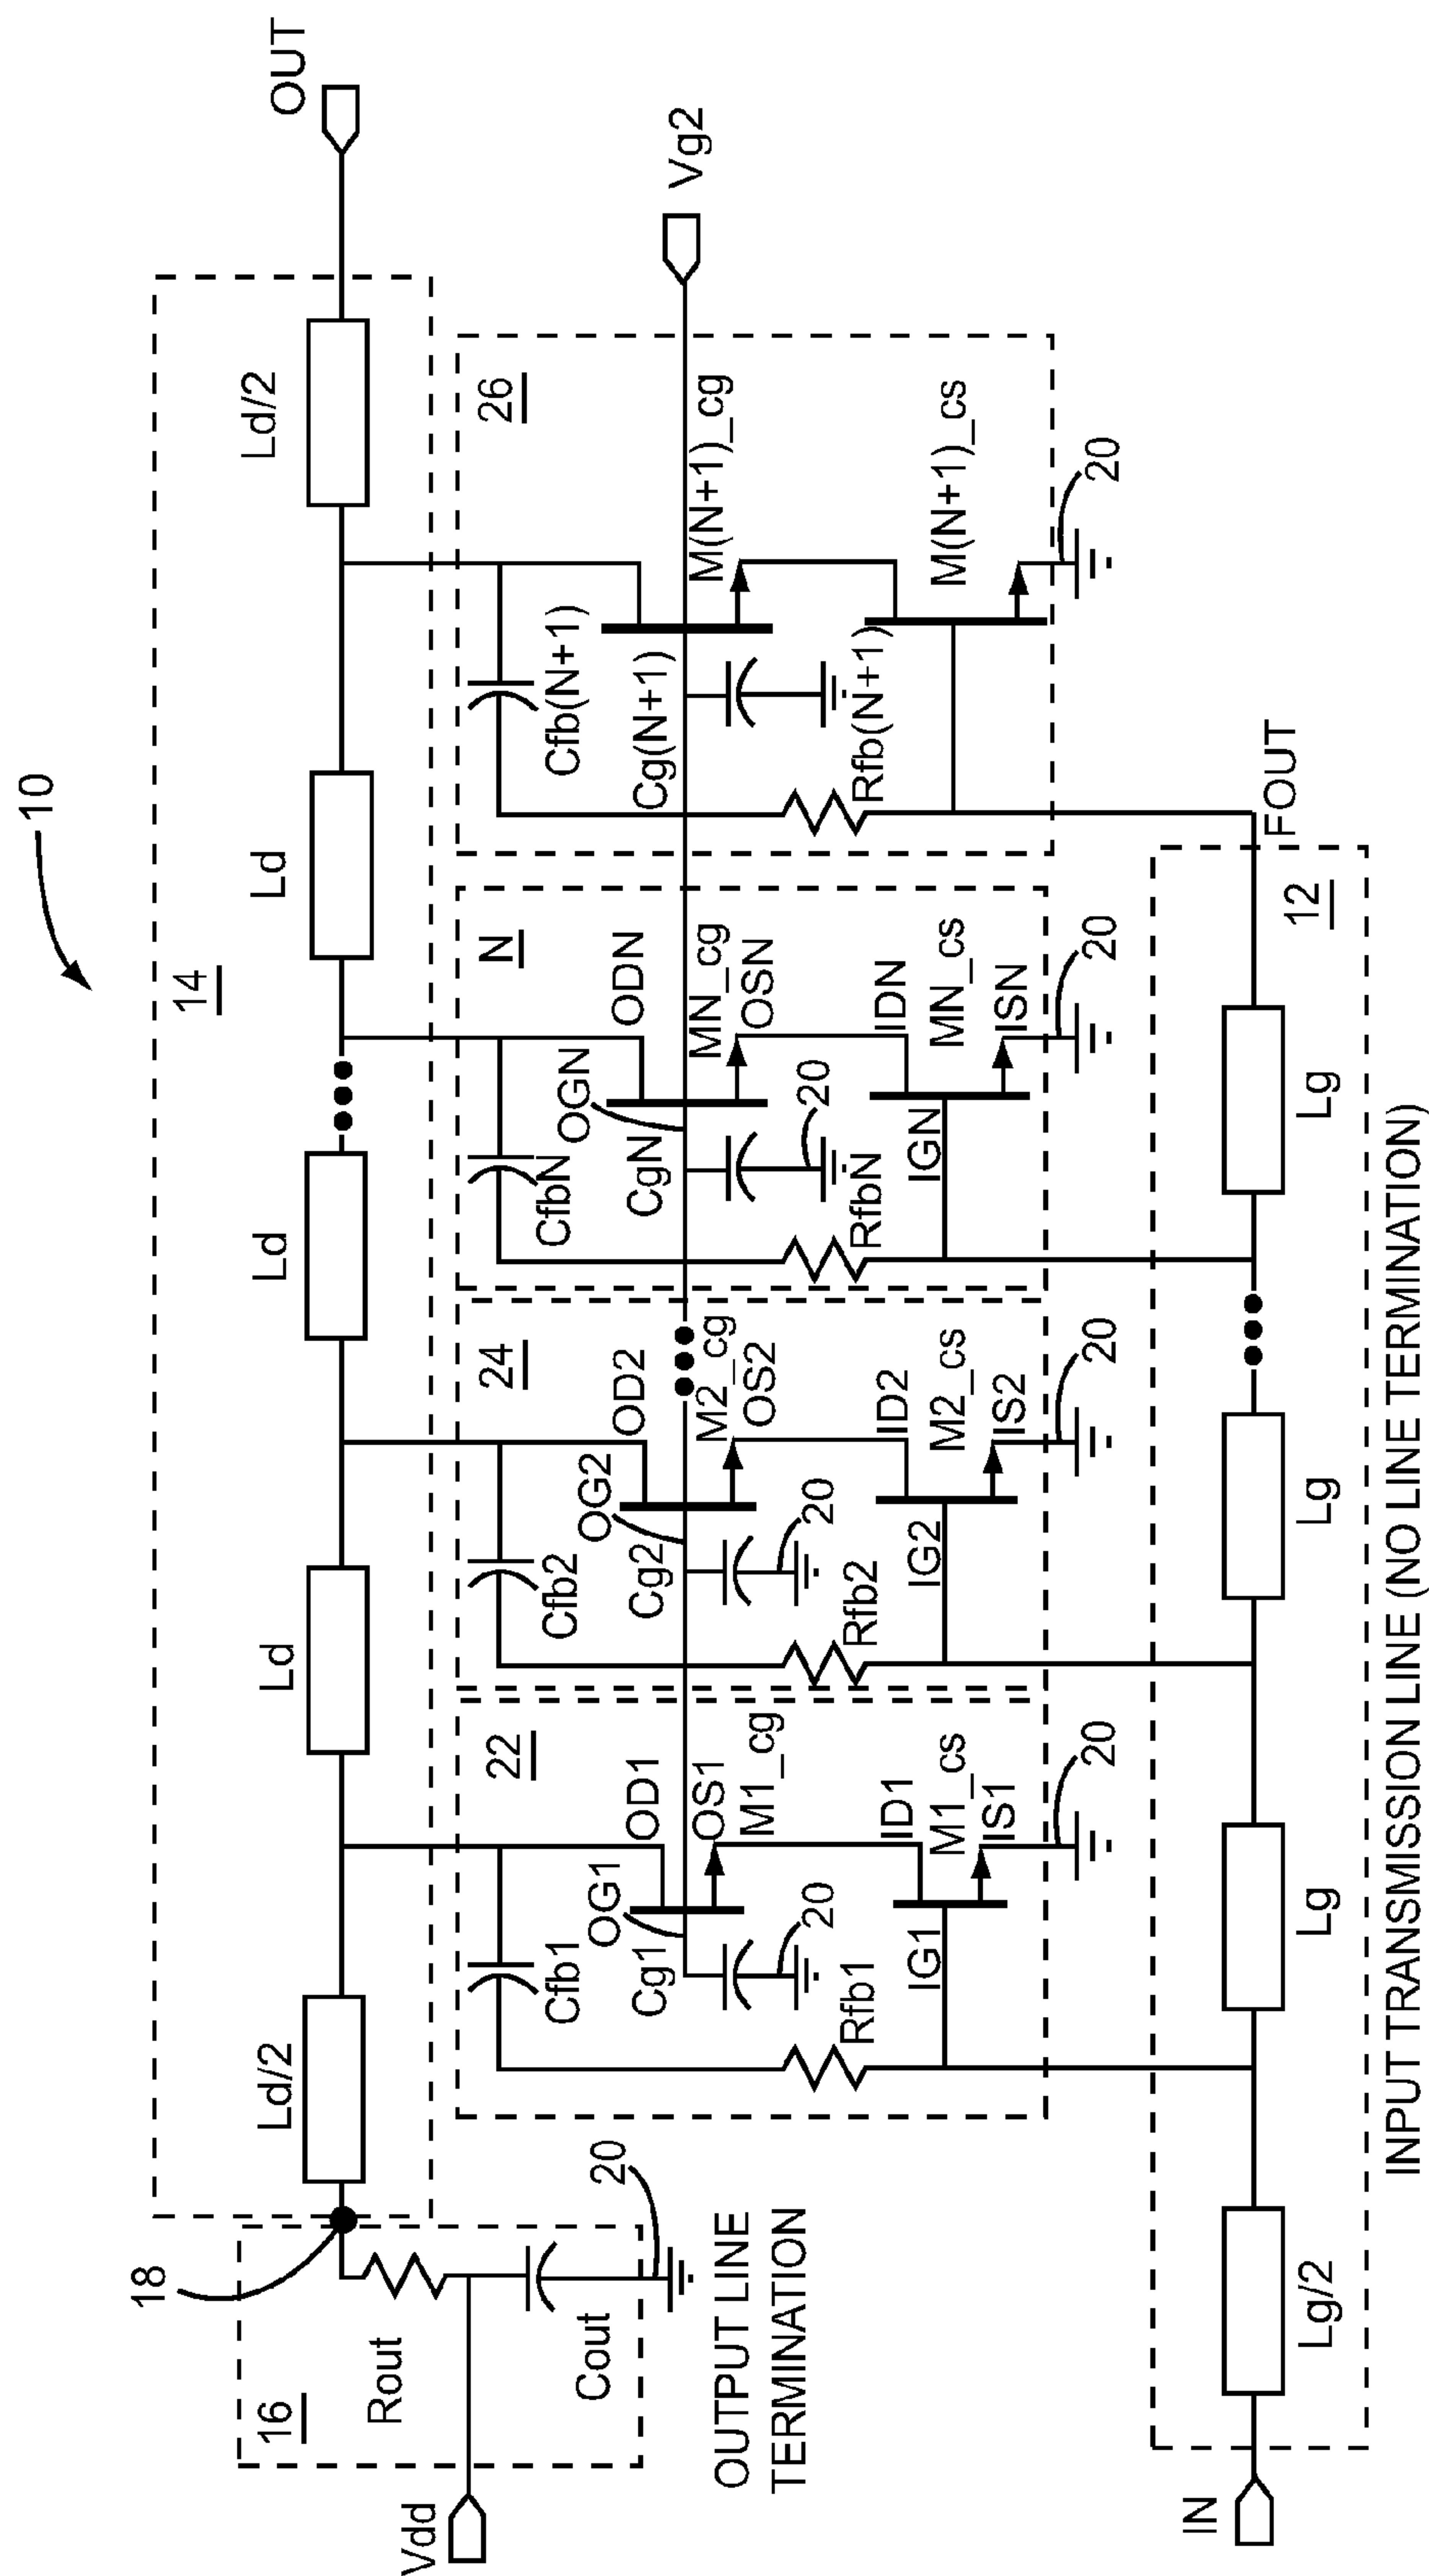 10
14
OUT
Ld/2
Ld
Ld
Ld
Ld/2
18
16
Rout
Cout
Vdd
20
OUTPUT LINE
TERMINATION
22
Cfb1
OD1
OG1
Cg1
OS1
M1_cg
20
Rfb1
ID1
IG1
M1_cs
IS1
20
24
Cfb2
OD2
OG2
Cg2
M2_cg
OS2
20
Rfb2
ID2
IG2
M2_cs
IS2
20
N
CfbN
ODN
OGN
CgN
MN_cg
OSN
20
RfbN
IDN
IGN
MN_cs
ISN
20
26
Cfb(N+1)
Cg(N+1)
M(N+1)_cg
Rfb(N+1)
M(N+1)_cs
20
Vg2
FOUT
12
IN
Lg/2
Lg
Lg
Lg
INPUT TRANSMISSION LINE (NO LINE TERMINATION)